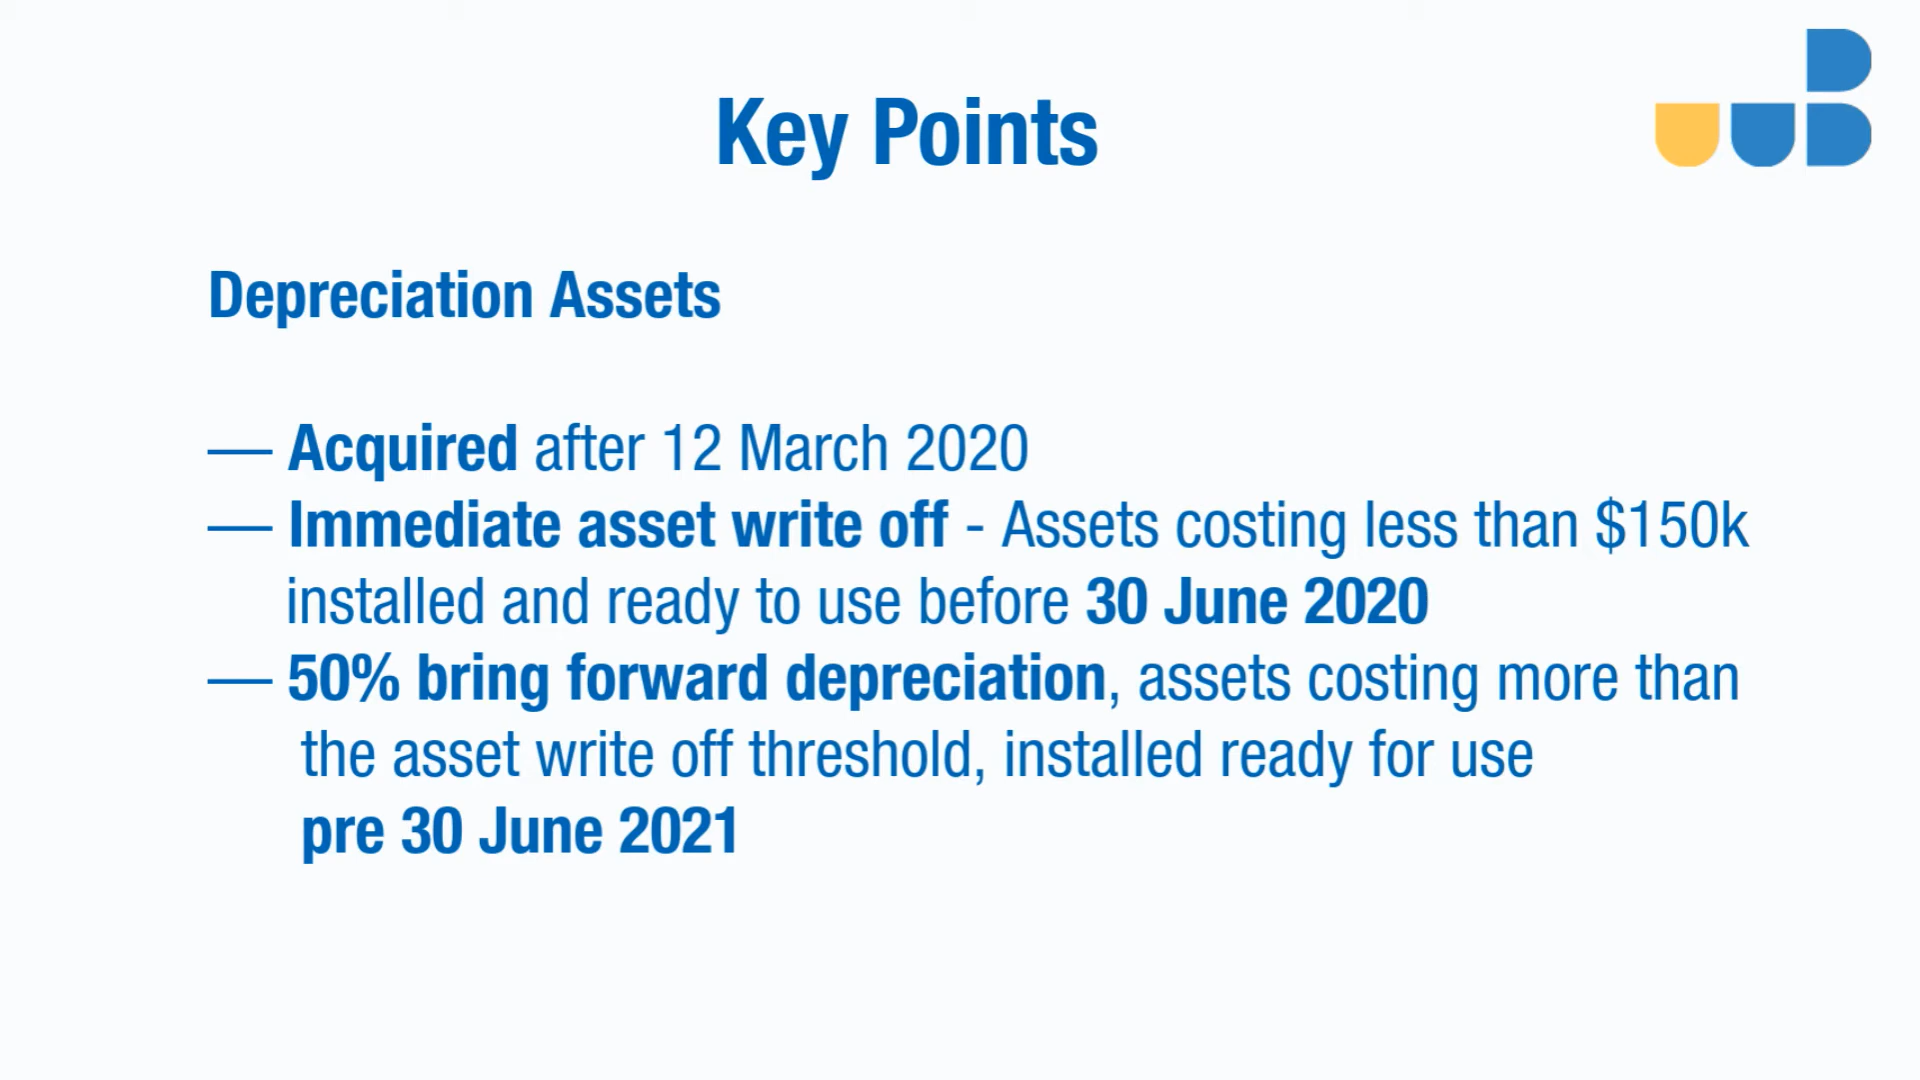 Key Points
Depreciation Assets
— Acquired after 12 March 2020
— Immediate asset write off - Assets costing less than $150k
installed and ready to use before 30 June 2020
— 50% bring forward depreciation, assets costing more than
the asset write off threshold, installed ready for use
pre 30 June 2021